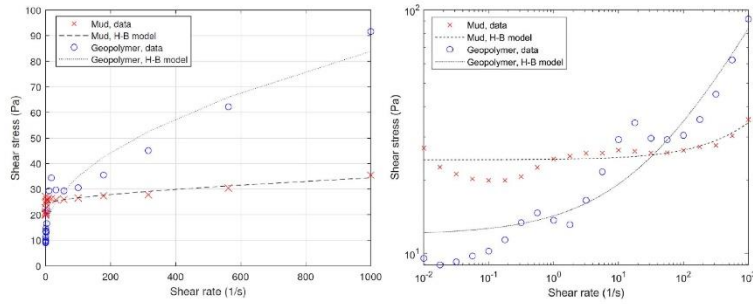 Mud, data
Mud, H-B model
Geopolymer, data
Geopolymer, H-B model
100
90
80
70
60
50
40
30
20
10
0
Shear stress (Pa)
0
200
400
600
800
1000
Shear rate (1/s)
Mud, data
Mud, H-B model
Geopolymer, data
Geopolymer, H-B model
10²
10¹
Shear stress (Pa)
10⁻²
10⁻¹
10⁰
10¹
10²
10³
Shear rate (1/s)